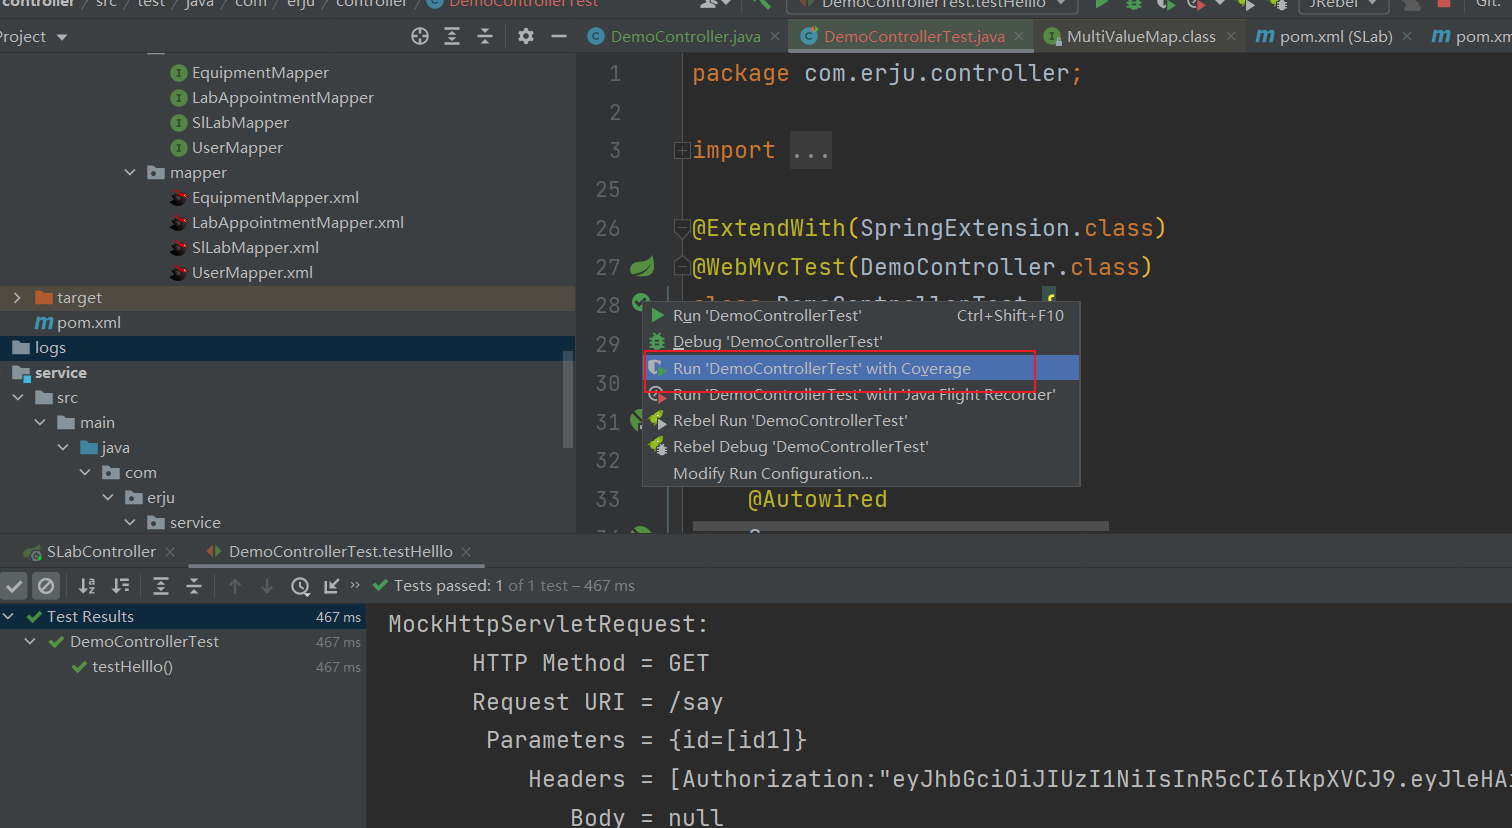 controller / src / test / java / com / erju / controller / DemoControllerTest
DemoControllerTest.testHelllo
JRebel
Git:
Project
DemoController.java
DemoControllerTest.java
MultiValueMap.class
pom.xml (SLab)
EquipmentMapper
LabAppointmentMapper
SlLabMapper
UserMapper
mapper
EquipmentMapper.xml
LabAppointmentMapper.xml
SlLabMapper.xml
UserMapper.xml
target
pom.xml
logs
service
src
main
java
com
erju
service
1 package com.erju.controller;
2
3 import ...
25
26 @ExtendWith(SpringExtension.class)
27 @WebMvcTest(DemoController.class)
28 class DemoControllerTest {
29
30
31
32
33 @Autowired
Run 'DemoControllerTest' Ctrl+Shift+F10
Debug 'DemoControllerTest'
Run 'DemoControllerTest' with Coverage
Run 'DemoControllerTest' with 'Java Flight Recorder'
Rebel Run 'DemoControllerTest'
Rebel Debug 'DemoControllerTest'
Modify Run Configuration...
SLabController
DemoControllerTest.testHelllo
Tests passed: 1 of 1 test – 467 ms
Test Results 467 ms
DemoControllerTest 467 ms
testHelllo() 467 ms
MockHttpServletRequest:
HTTP Method = GET
Request URI = /say
Parameters = {id=[id1]}
Headers = [Authorization:"eyJhbGciOiJIUzI1NiIsInR5cCI6IkpXVCJ9.eyJleHAi
Body = null